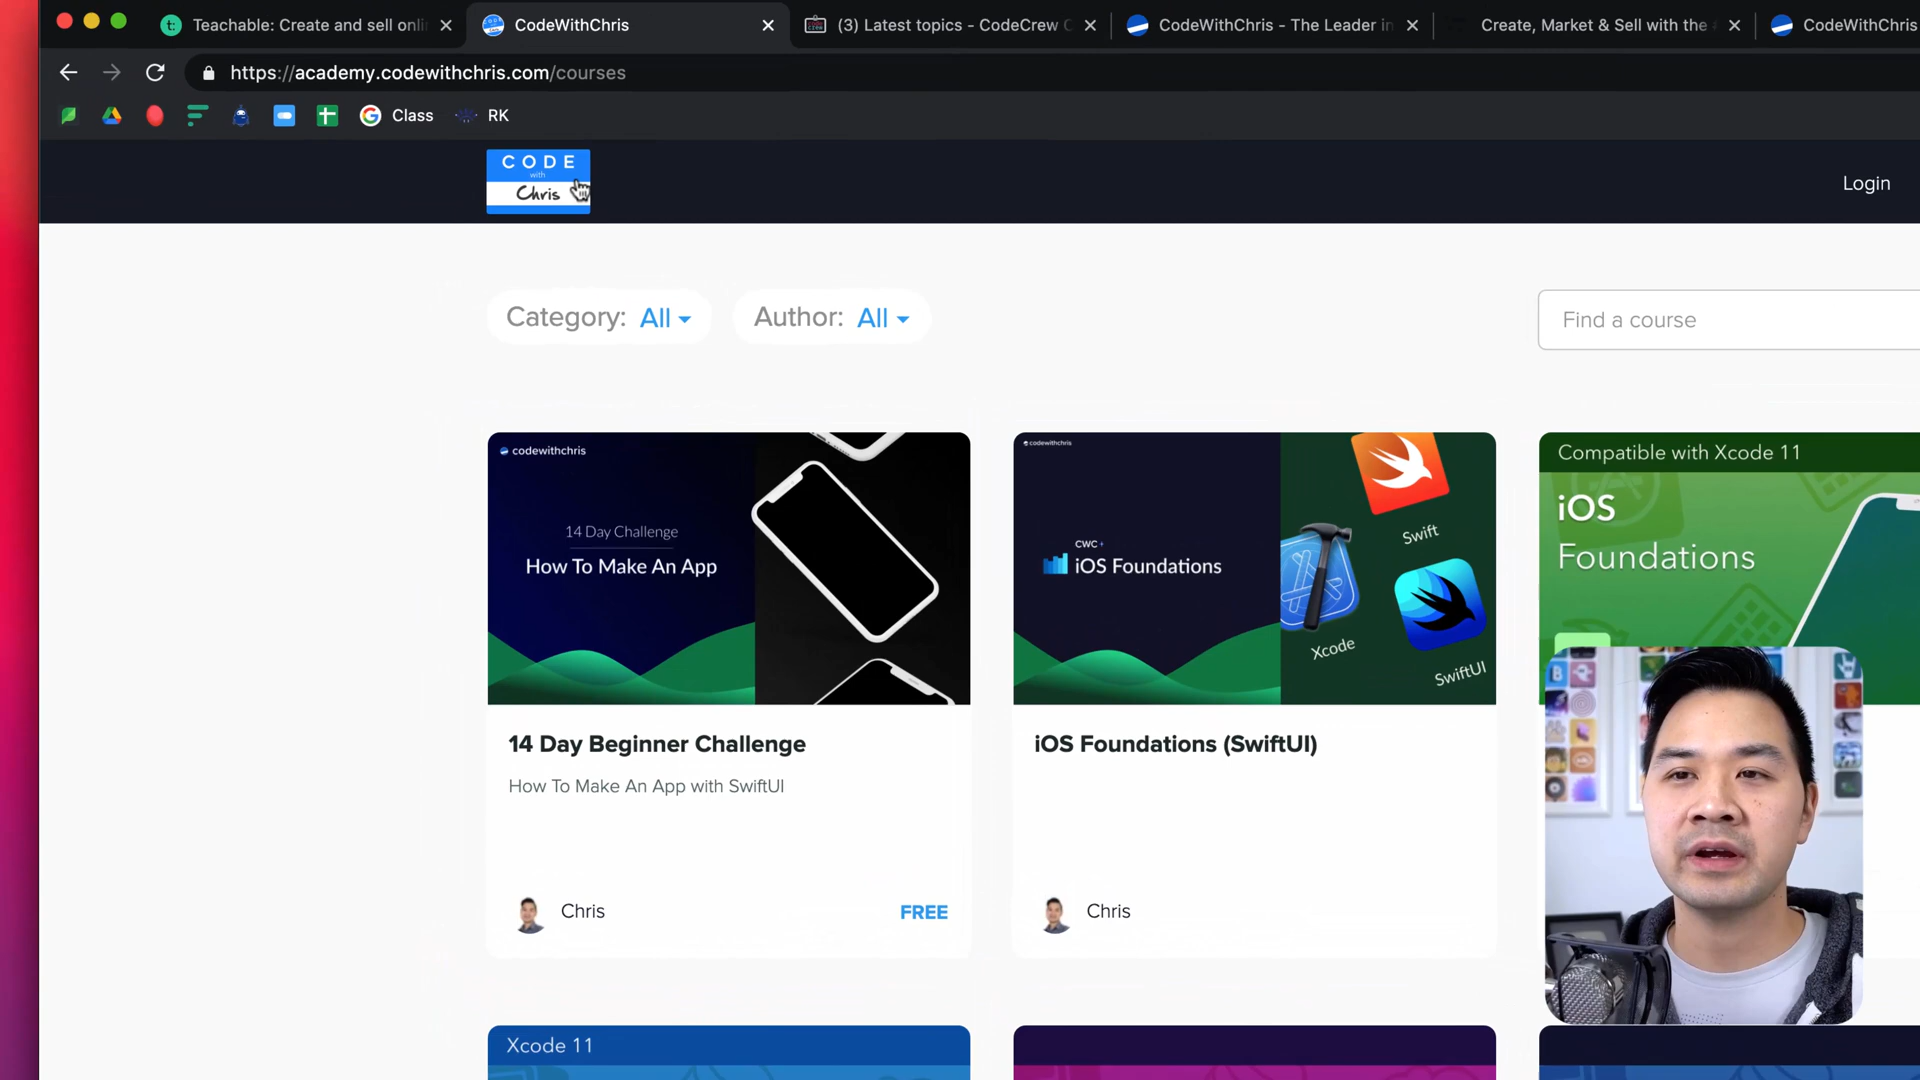 Teachable: Create and sell onli
CodeWithChris
(3) Latest topics - CodeCrew C
CodeWithChris - The Leader in
Create, Market & Sell with the
CodeWithChris
https://academy.codewithchris.com/courses
Class
RK
CODE
with
Chris
Login
Category: All
Author: All
Find a course
codewithchris
14 Day Challenge
How To Make An App
codewithchris
CWC+
iOS Foundations
Swift
Xcode
SwiftUI
Compatible with Xcode 11
iOS
Foundations
14 Day Beginner Challenge
How To Make An App with SwiftUI
Chris
FREE
iOS Foundations (SwiftUI)
Chris
Xcode 11